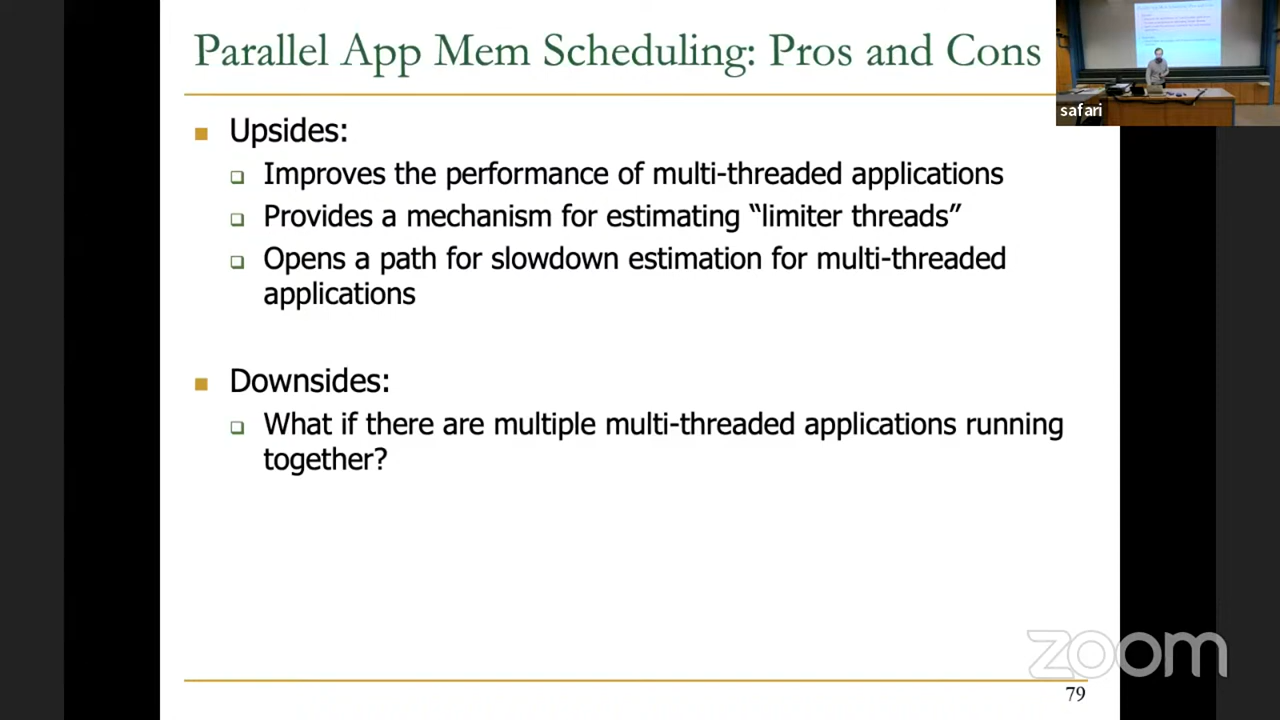 Parallel App Mem Scheduling: Pros and Cons
safari
Upsides:
Improves the performance of multi-threaded applications
Provides a mechanism for estimating “limiter threads”
Opens a path for slowdown estimation for multi-threaded
applications
Downsides:
What if there are multiple multi-threaded applications running
together?
zoom
79